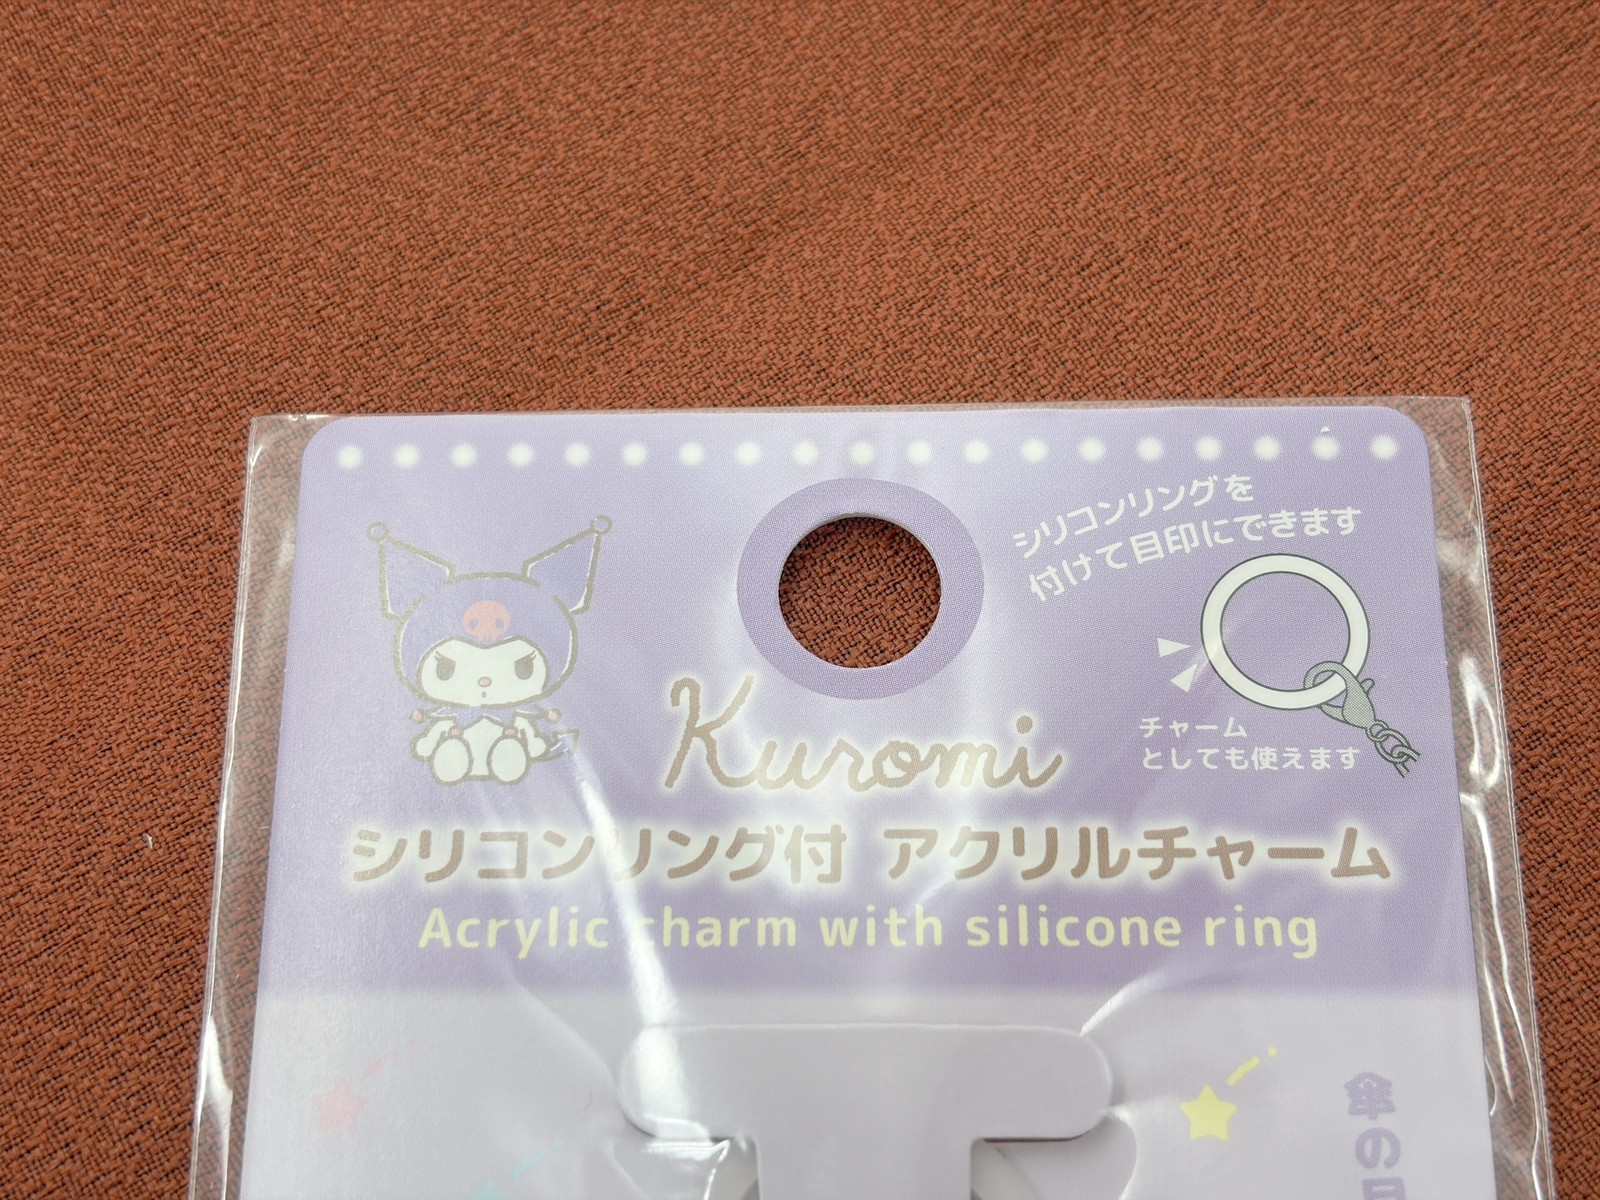 シリコンリングを
付けて目印にできます
チャーム
としても使えます
Kuromi
シリコンリング付 アクリルチャーム
Acrylic charm with silicone ring
傘の